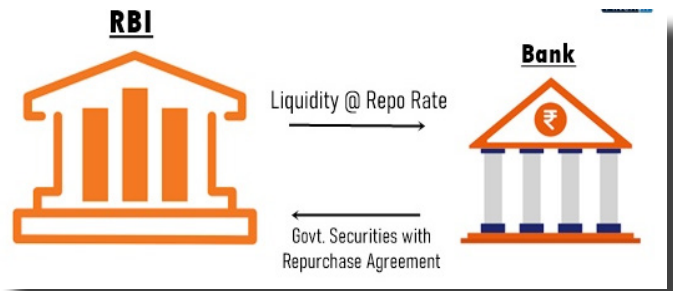 RBI
Bank
Liquidity @ Repo Rate
₹
Govt. Securities with
Repurchase Agreement